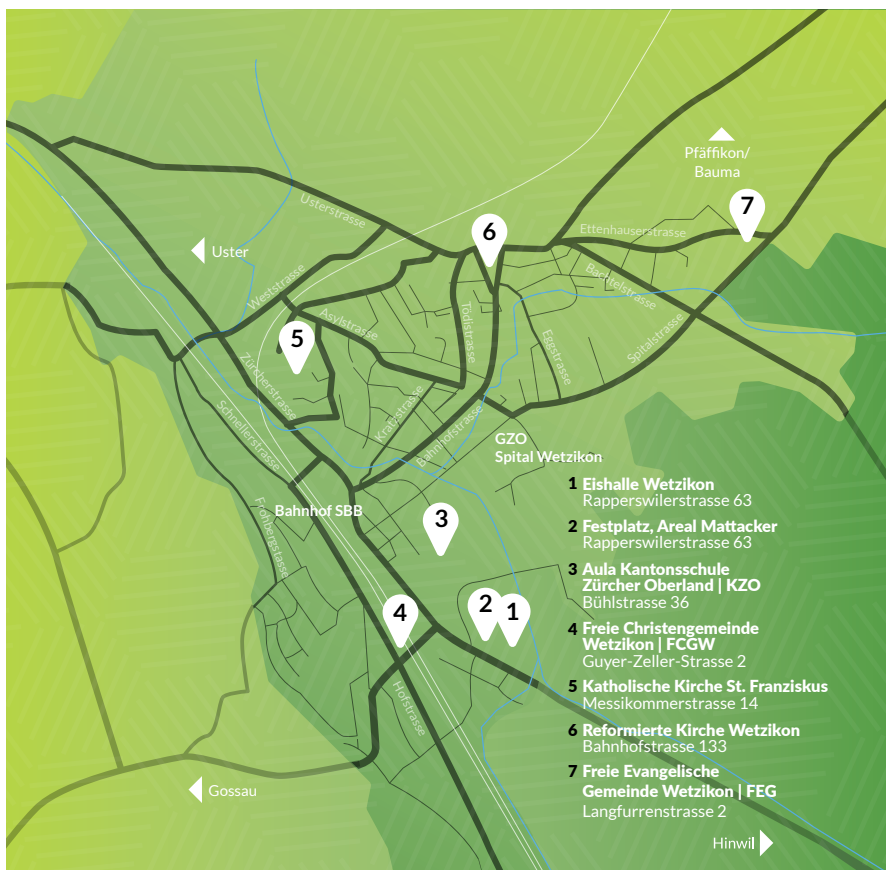 Pfäffikon/
Bauma
7
Usterstrasse
6
Ettenhauserstrasse
Uster
Bachtelstrasse
Weststrasse
Asylstrasse
Tödistrasse
5
Eggstrasse
Spitalstrasse
Zürcherstrasse
Schnellerstrasse
Kratzstrasse
Bahnhofstrasse
GZO
Spital Wetzikon
Bahnhof SBB
Frohbergstasse
3
4
2
1
Hofstrasse
1 Eishalle Wetzikon
Rapperswilerstrasse 63
2 Festplatz, Areal Mattacker
Rapperswilerstrasse 63
3 Aula Kantonsschule
Zürcher Oberland | KZO
Bühlstrasse 36
4 Freie Christengemeinde
Wetzikon | FCGW
Guyer-Zeller-Strasse 2
5 Katholische Kirche St. Franziskus
Messikommerstrasse 14
6 Reformierte Kirche Wetzikon
Bahnhofstrasse 133
7 Freie Evangelische
Gemeinde Wetzikon | FEG
Langfurrenstrasse 2
Gossau
Hinwil